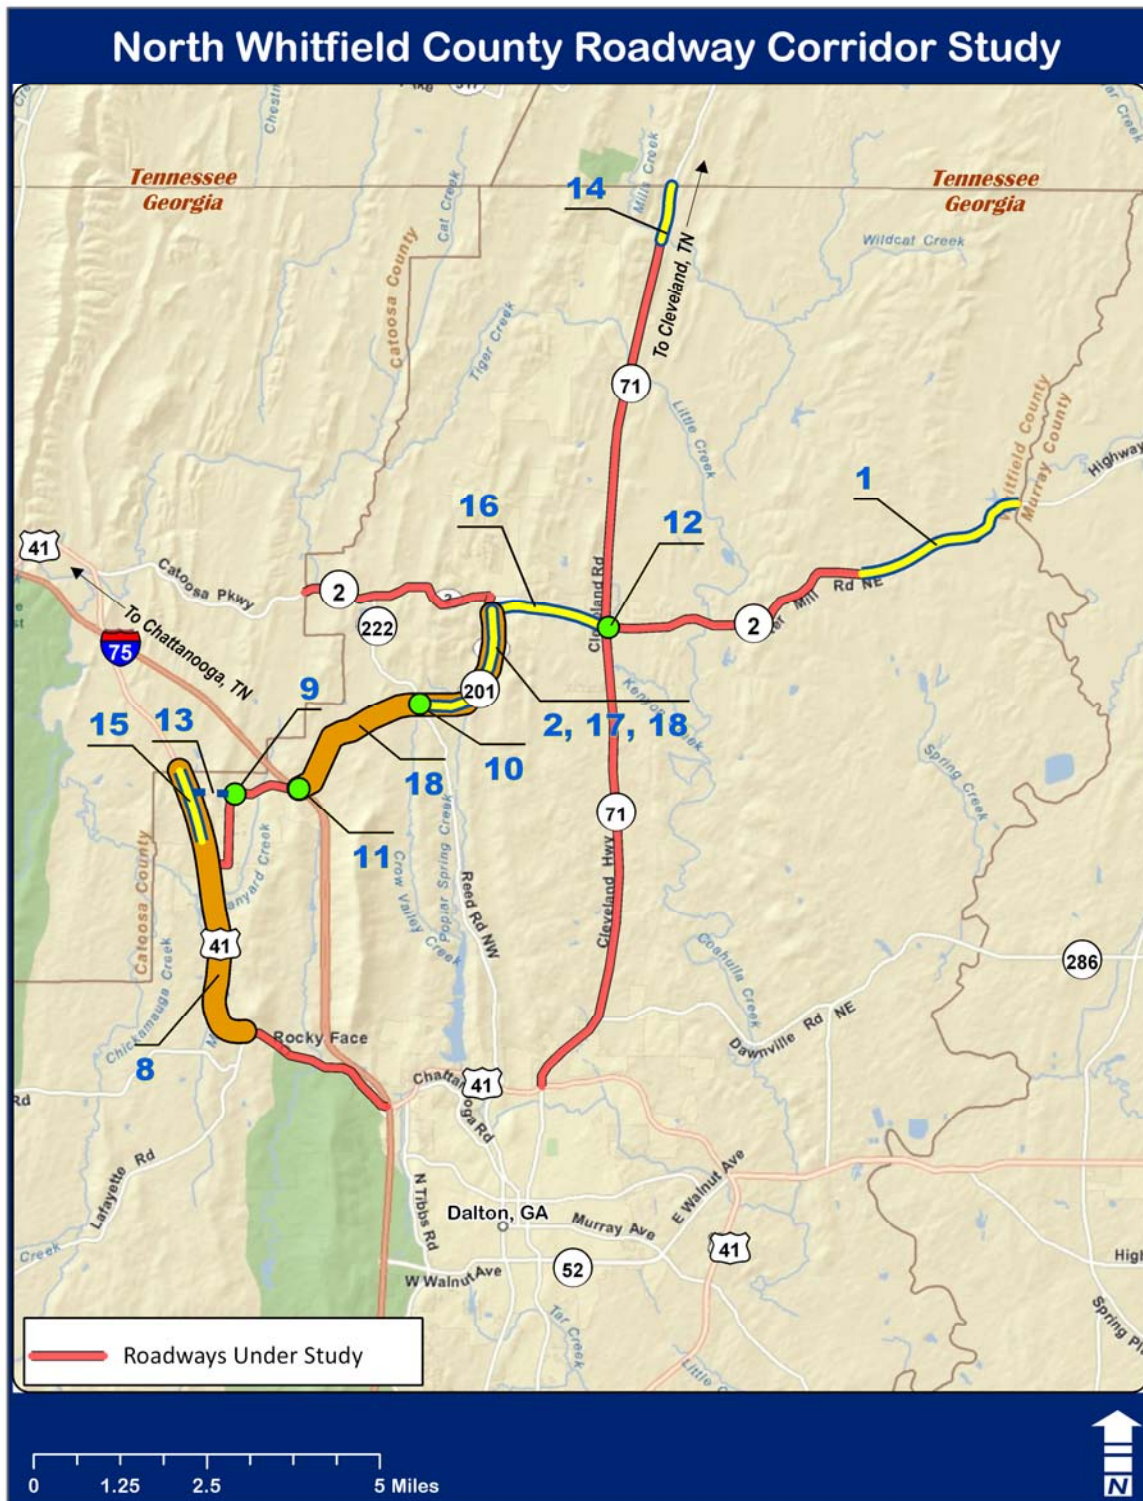 North Whitfield County Roadway Corridor Study
Tennessee
Georgia
Tennessee
Georgia
Cat Creek
Mills Creek
Wildcat Creek
14
To Cleveland, TN
Catoosa County
Tiger Creek
71
Little Creek
Whitfield County
Murray County
Highway
1
16
12
41
Catoosa Pkwy
2
222
Cleveland Rd
2
Mill Rd NE
To Chattanooga, TN
75
201
9
15
13
2, 17, 18
Spring Creek
18
10
11
71
Catoosa County
Crow Valley Creek
Poplar Spring Creek
Reed Rd NW
Cleveland Hwy
41
Coahulla Creek
286
Chickamauga Creek
Dawnville Rd NE
Rocky Face
8
41
Rd
Lafayette Rd
N Tibbs Rd
E Walnut Ave
Dalton, GA
Murray Ave
41
Creek
W Walnut Ave
52
Tar Creek
Roadways Under Study
0 1.25 2.5 5 Miles
N